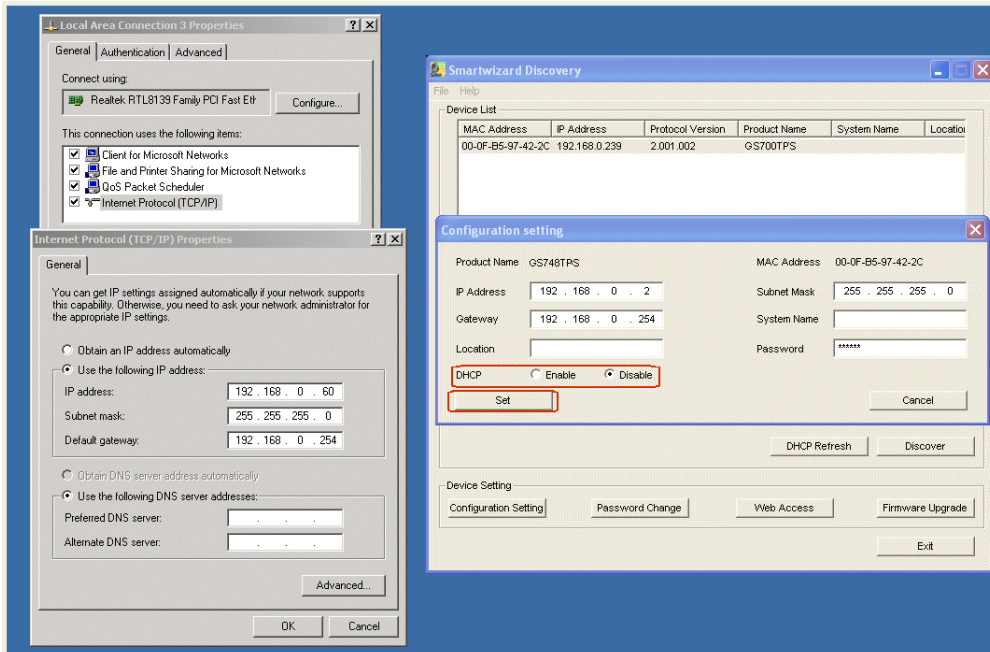 Local Area Connection 3 Properties
General Authentication Advanced
Connect using:
Realtek RTL8139 Family PCI Fast Eth
Configure...
This connection uses the following items:
Client for Microsoft Networks
File and Printer Sharing for Microsoft Networks
QoS Packet Scheduler
Internet Protocol (TCP/IP)
Internet Protocol (TCP/IP) Properties
General
You can get IP settings assigned automatically if your network supports
this capability. Otherwise, you need to ask your network administrator for
the appropriate IP settings.
Obtain an IP address automatically
Use the following IP address:
IP address: 192 . 168 . 0 . 60
Subnet mask: 255 . 255 . 255 . 0
Default gateway: 192 . 168 . 0 . 254
Obtain DNS server address automatically
Use the following DNS server addresses:
Preferred DNS server: . . .
Alternate DNS server: . . .
Advanced...
OK Cancel
Smartwizard Discovery
File Help
Device List
MAC Address IP Address Protocol Version Product Name System Name Location
00-0F-B5-97-42-2C 192.168.0.239 2.001.002 GS700TPS
Configuration setting
Product Name GS748TPS MAC Address 00-0F-B5-97-42-2C
IP Address 192 . 168 . 0 . 2 Subnet Mask 255 . 255 . 255 . 0
Gateway 192 . 168 . 0 . 254 System Name
Location Password ******
DHCP Enable Disable
Set Cancel
DHCP Refresh Discover
Device Setting
Configuration Setting Password Change Web Access Firmware Upgrade
Exit